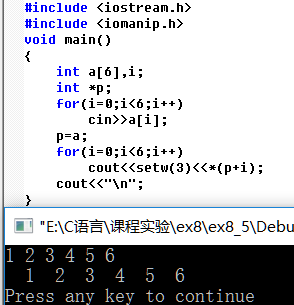 #include <iostream.h>
#include <iomanip.h>
void main()
{
    int a[6],i;
    int *p;
    for(i=0;i<6;i++)
        cin>>a[i];
    p=a;
    for(i=0;i<6;i++)
        cout<<setw(3)<<*(p+i);
    cout<<"\n";
}
"E:\C语言\课程实验\ex8\ex8_5\Debu
1 2 3 4 5 6
  1  2  3  4  5  6
Press any key to continue